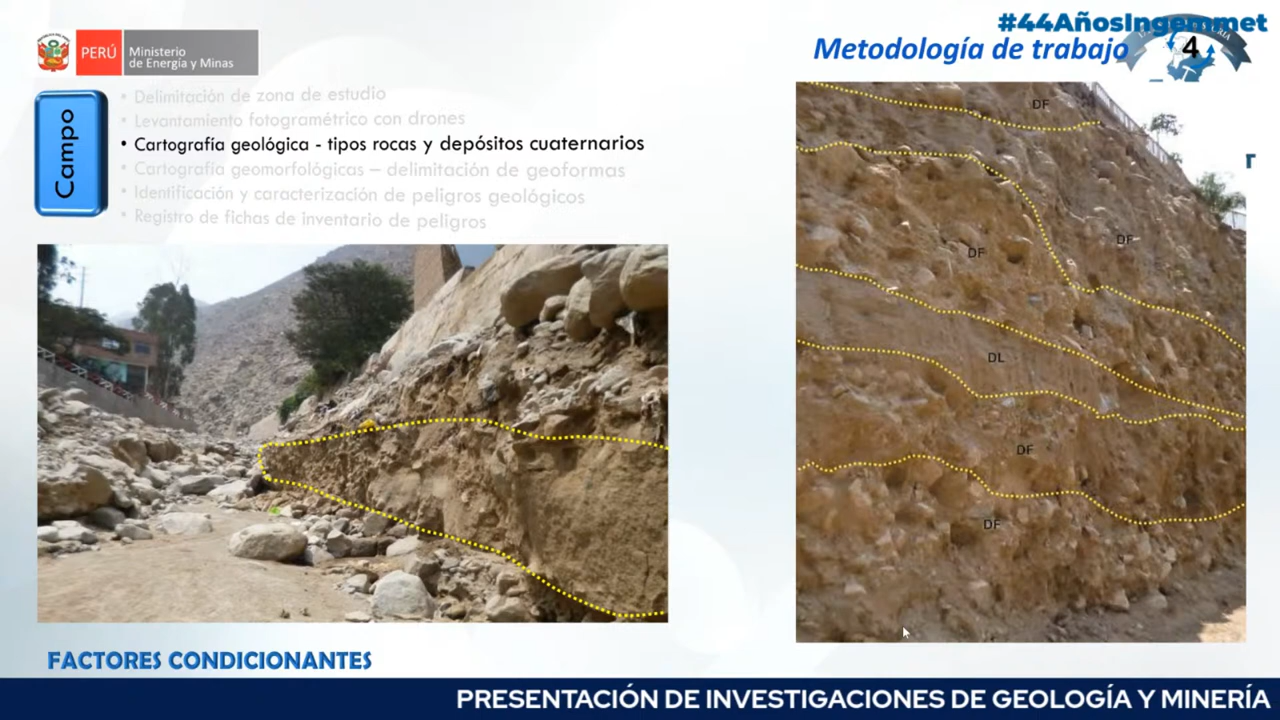 #44AñosIngemmet
Metodología de trabajo
4
PERÚ
Ministerio
de Energía y Minas
Campo
• Delimitación de zona de estudio
• Levantamiento fotogramétrico con drones
• Cartografía geológica - tipos rocas y depósitos cuaternarios
• Cartografía geomorfológicas – delimitación de geoformas
• Identificación y caracterización de peligros geológicos
• Registro de fichas de inventario de peligros
DF
DF
DF
DL
DF
DF
FACTORES CONDICIONANTES
PRESENTACIÓN DE INVESTIGACIONES DE GEOLOGÍA Y MINERÍA